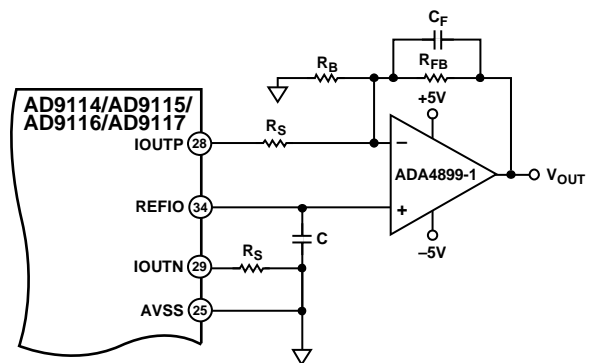 C_F
R_B
R_FB
AD9114/AD9115/
AD9116/AD9117
+5V
IOUTP 28
R_S
–
ADA4899-1
V_OUT
REFIO 34
+
C
–5V
IOUTN 29
R_S
AVSS 25